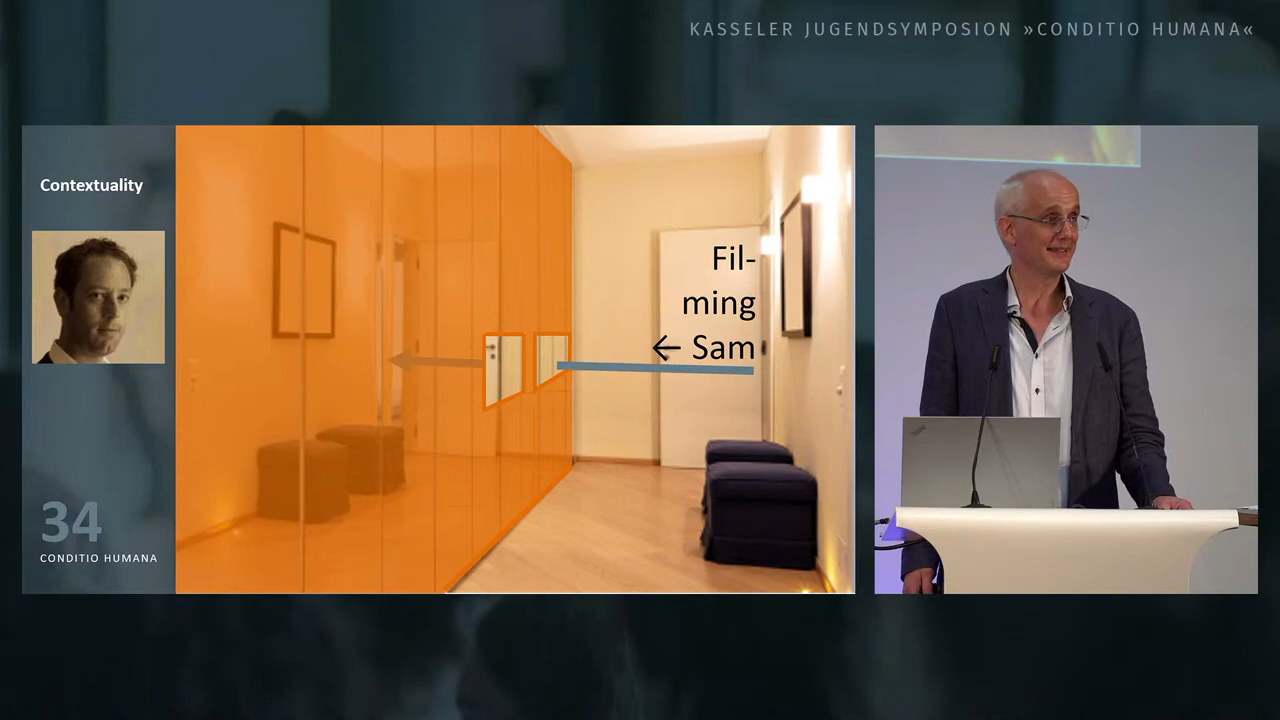 KASSELER JUGENDSYMPOSION »CONDITIO HUMANA«
Contextuality
Fil-
ming
← Sam
34
CONDITIO HUMANA